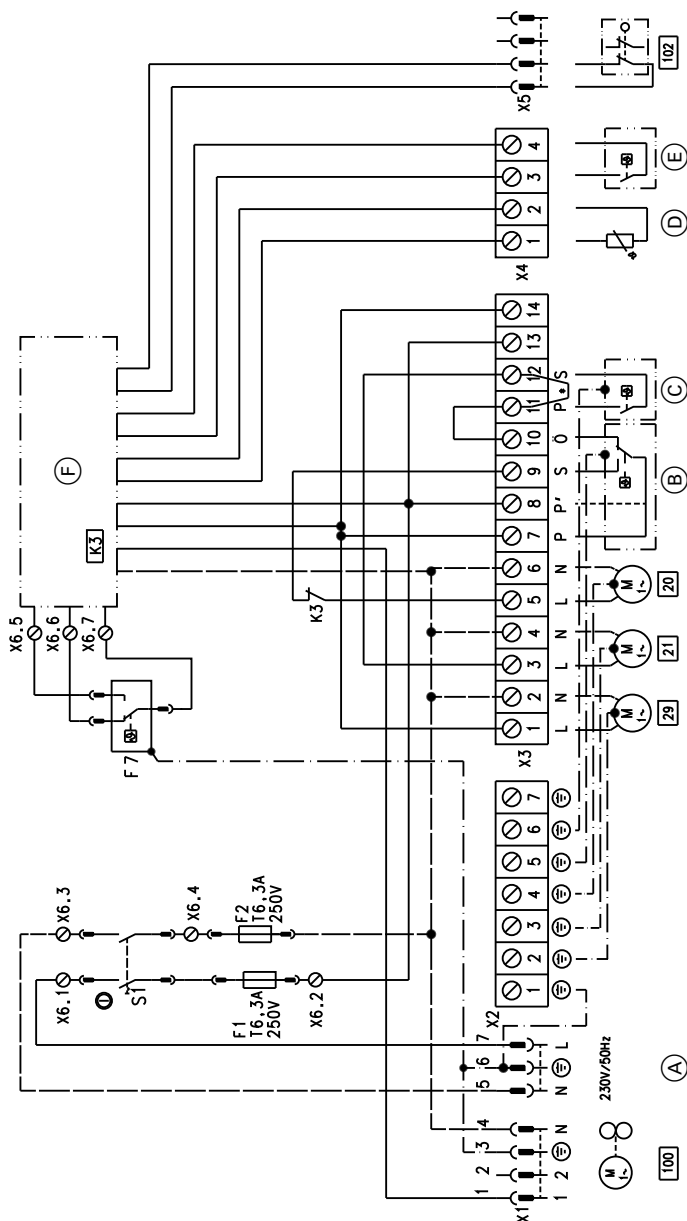 X6.1
X6.3
S1
F1
T6,3A
250V
F2
T6,3A
250V
X6.2
X6.4
F7
X6.5
X6.6
X6.7
F
K3
K3
X1
1 2 3 4 5 6 7
1 2 N N L
X2
1 2 3 4 5 6 7
X3
1 2 3 4 5 6 7 8 9 10 11 12 13 14
L N L N L N P P' S Ö P * S
X4
1 2 3 4
X5
M
1~
230V/50Hz
M
1~
M
1~
M
1~
100
A
29
21
20
B
C
D
E
102